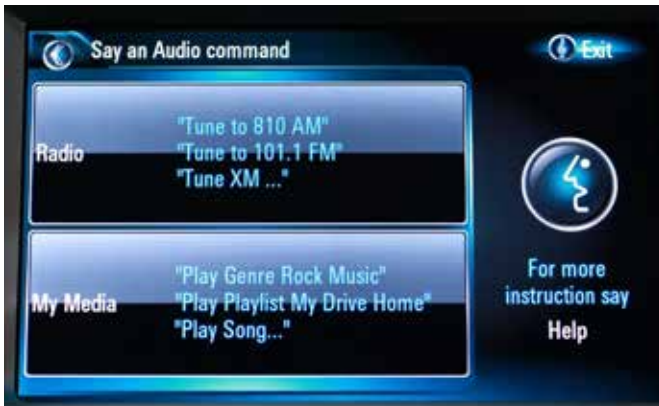 Say an Audio command
Exit
Radio
"Tune to 810 AM"
"Tune to 101.1 FM"
"Tune XM ..."
My Media
"Play Genre Rock Music"
"Play Playlist My Drive Home"
"Play Song..."
For more
instruction say
Help